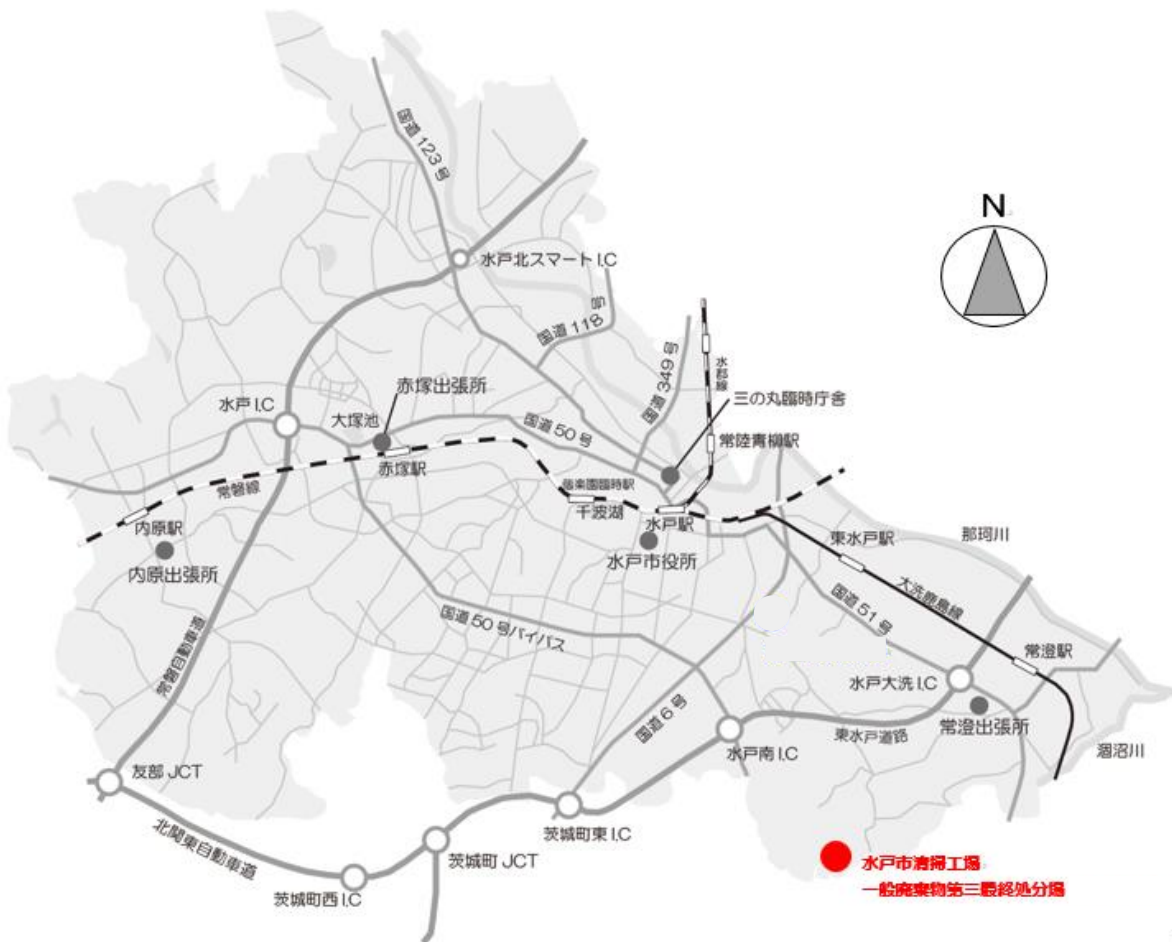 国道123号
N
水戸北スマートI.C
国道118号
国道349号
水郡線
三の丸臨時庁舎
赤塚出張所
水戸I.C
大塚池
国道50号
常陸青柳駅
赤塚駅
常磐線
偕楽園臨時駅
千波湖
水戸駅
内原駅
内原出張所
水戸市役所
東水戸駅
那珂川
大洗鹿島線
国道51号
国道50号バイパス
常澄駅
常磐自動車道
水戸大洗I.C
国道6号
常澄出張所
東水戸道路
水戸南I.C
涸沼川
友部JCT
北関東自動車道
茨城町東I.C
茨城町JCT
茨城町西I.C
水戸市清掃工場
一般廃棄物第三最終処分場